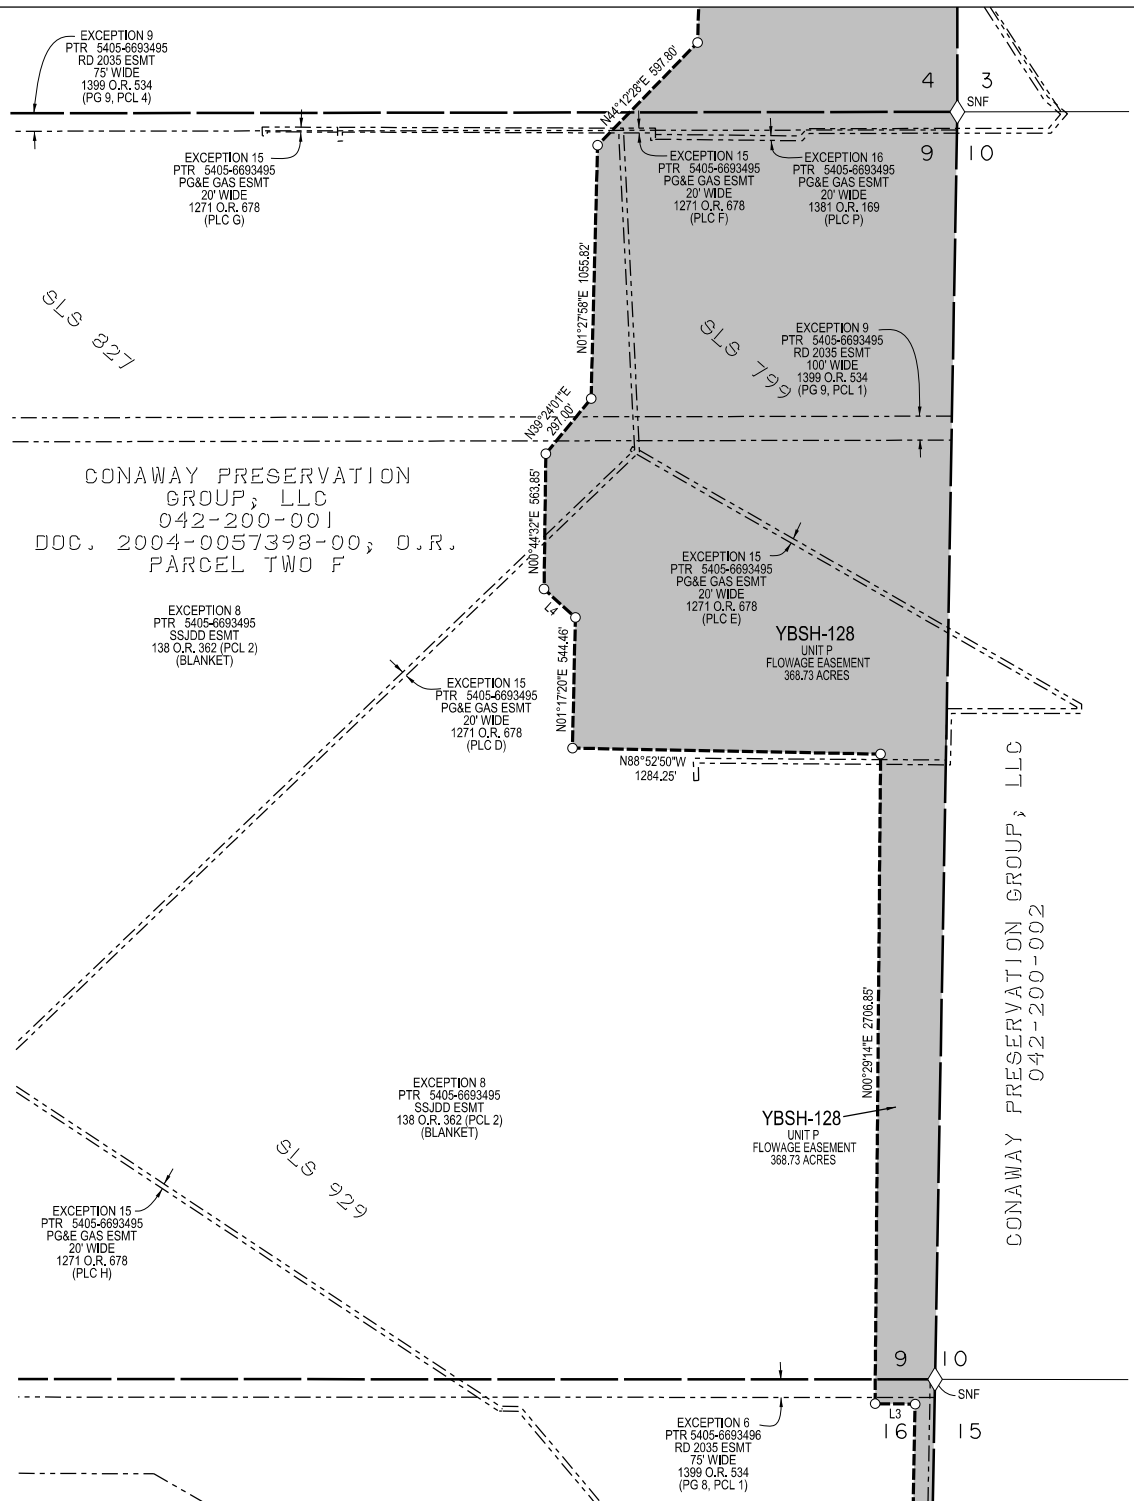 EXCEPTION 9
PTR 5405-6693495
RD 2035 ESMT
75' WIDE
1399 O.R. 534
(PG 9, PCL 4)
N44°12'28"E 597.80'
4 3
SNF
9 10
EXCEPTION 15
PTR 5405-6693495
PG&E GAS ESMT
20' WIDE
1271 O.R. 678
(PLC G)
EXCEPTION 15
PTR 5405-6693495
PG&E GAS ESMT
20' WIDE
1271 O.R. 678
(PLC F)
EXCEPTION 16
PTR 5405-6693495
PG&E GAS ESMT
20' WIDE
1381 O.R. 169
(PLC P)
N01°27'58"E 1055.82'
SLS 827
SLS 799
EXCEPTION 9
PTR 5405-6693495
RD 2035 ESMT
100' WIDE
1399 O.R. 534
(PG 9, PCL 1)
N39°24'01"E
297.00'
CONAWAY PRESERVATION
GROUP, LLC
042-200-001
DOC. 2004-0057398-00, O.R.
PARCEL TWO F
N00°44'32"E 563.85'
EXCEPTION 15
PTR 5405-6693495
PG&E GAS ESMT
20' WIDE
1271 O.R. 678
(PLC E)
EXCEPTION 8
PTR 5405-6693495
SSJDD ESMT
138 O.R. 362 (PCL 2)
(BLANKET)
L4
YBSH-128
UNIT P
FLOWAGE EASEMENT
368.73 ACRES
N01°17'20"E 544.46'
EXCEPTION 15
PTR 5405-6693495
PG&E GAS ESMT
20' WIDE
1271 O.R. 678
(PLC D)
N88°52'50"W
1284.25'
CONAWAY PRESERVATION GROUP, LLC
042-200-002
N00°29'14"E 2706.85'
EXCEPTION 8
PTR 5405-6693495
SSJDD ESMT
138 O.R. 362 (PCL 2)
(BLANKET)
YBSH-128
UNIT P
FLOWAGE EASEMENT
368.73 ACRES
SLS 929
EXCEPTION 15
PTR 5405-6693495
PG&E GAS ESMT
20' WIDE
1271 O.R. 678
(PLC H)
9 10
SNF
L3
16 15
EXCEPTION 6
PTR 5405-6693496
RD 2035 ESMT
75' WIDE
1399 O.R. 534
(PG 8, PCL 1)